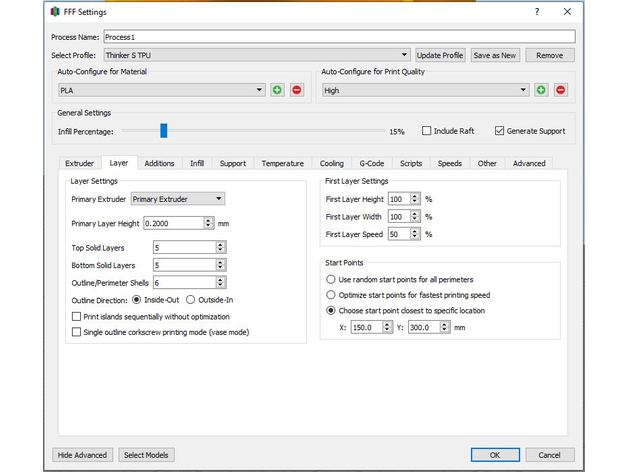 FFF Settings
Process Name: Process1
Select Profile: Thinker S TPU Update Profile Save as New Remove
Auto-Configure for Material Auto-Configure for Print Quality
PLA High
General Settings
Infill Percentage: 15% Include Raft Generate Support
Extruder Layer Additions Infill Support Temperature Cooling G-Code Scripts Speeds Other Advanced
Layer Settings
Primary Extruder Primary Extruder
Primary Layer Height 0.2000 mm
Top Solid Layers 5
Bottom Solid Layers 5
Outline/Perimeter Shells 6
Outline Direction: Inside-Out Outside-In
Print islands sequentially without optimization
Single outline corkscrew printing mode (vase mode)
First Layer Settings
First Layer Height 100 %
First Layer Width 100 %
First Layer Speed 50 %
Start Points
Use random start points for all perimeters
Optimize start points for fastest printing speed
Choose start point closest to specific location
X: 150.0 Y: 300.0 mm
Hide Advanced Select Models OK Cancel